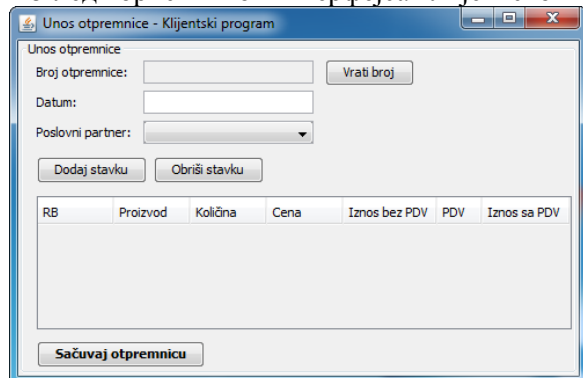 Unos otpremnice - Klijentski program
Unos otpremnice
Broj otpremnice: Vrati broj
Datum:
Poslovni partner:
Dodaj stavku Obriši stavku
RB Proizvod Količina Cena Iznos bez PDV PDV Iznos sa PDV
Sačuvaj otpremnicu